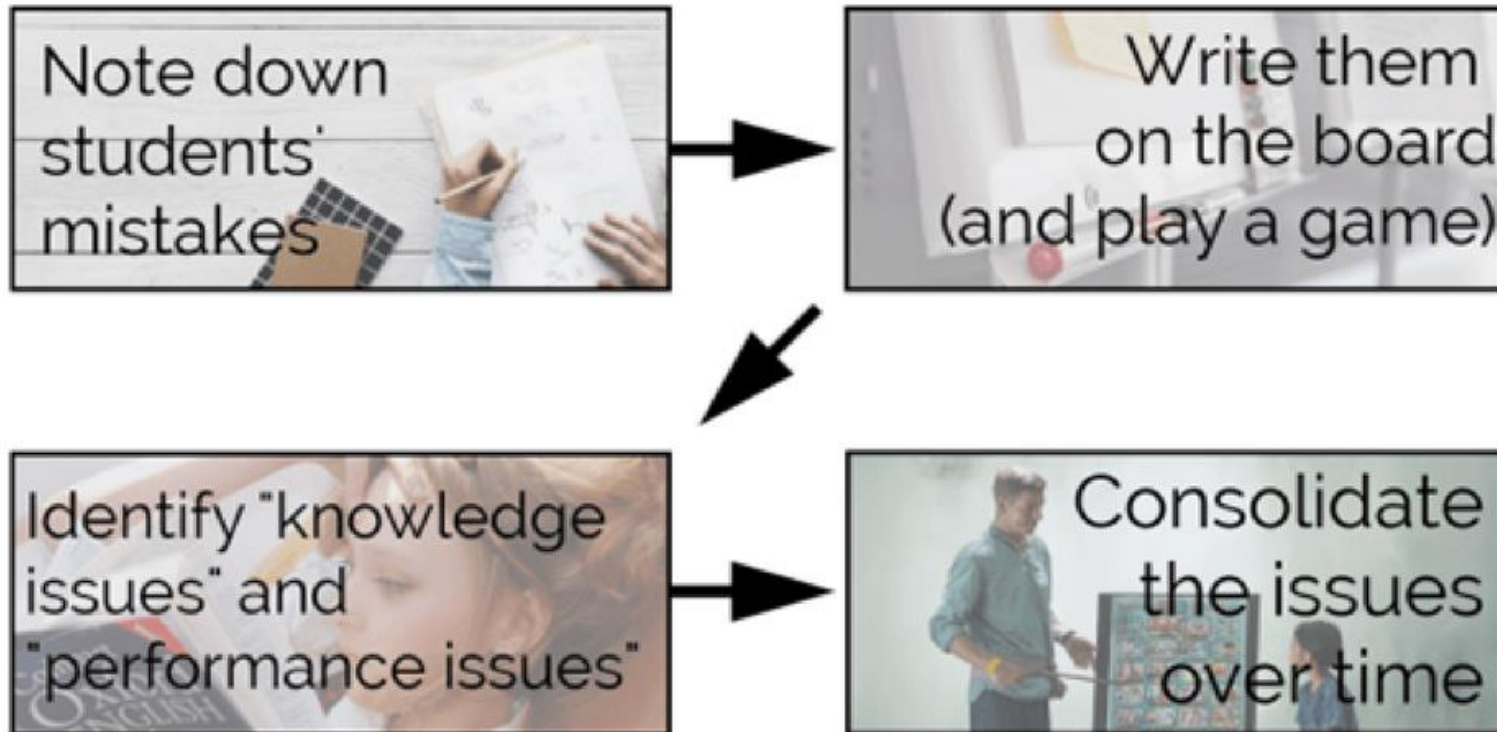 Note down
students'
mistakes
Write them
on the board
(and play a game)
Identify "knowledge
issues" and
"performance issues"
ENGLISH
Consolidate
the issues
over time